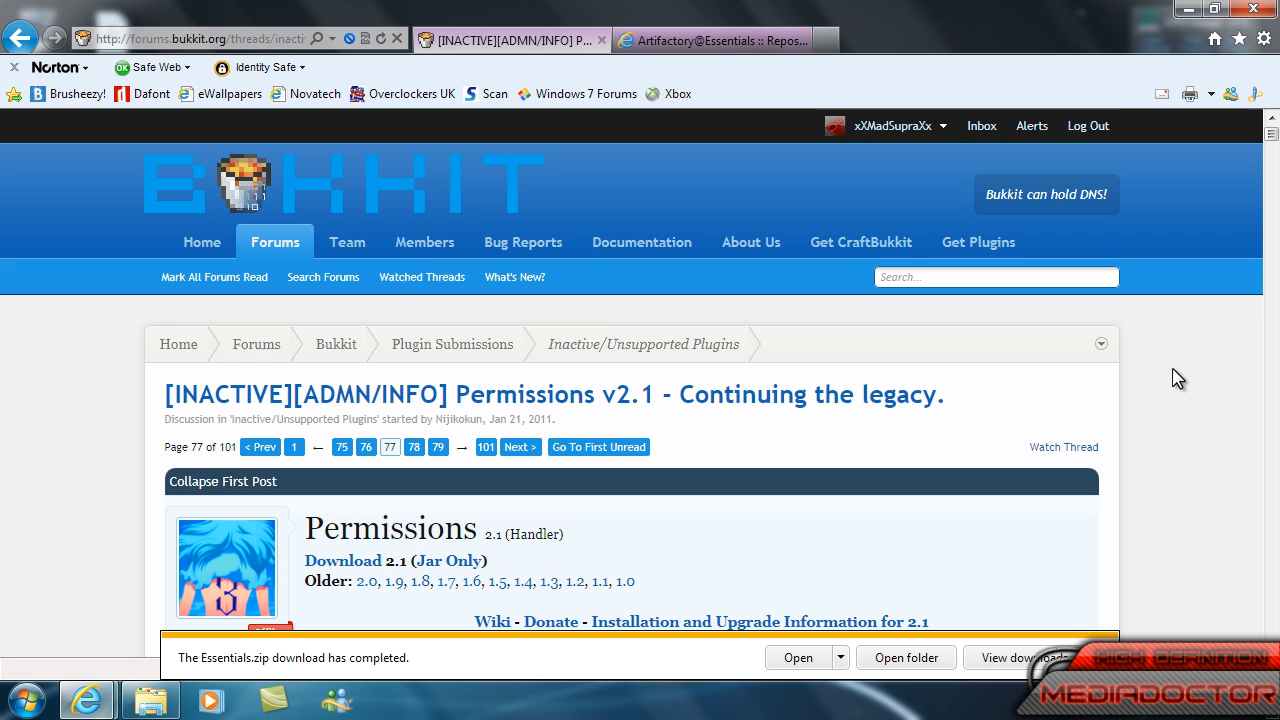 http://forums.bukkit.org/threads/inacti
[INACTIVE][ADMN/INFO] P...
Artifactory@Essentials :: Repos...
Norton
OK Safe Web
Identity Safe
Brusheezy!
Dafont
eWallpapers
Novatech
Overclockers UK
Scan
Windows 7 Forums
Xbox
xXMadSupraXx
Inbox
Alerts
Log Out
BUKKIT
Bukkit can hold DNS!
Home
Forums
Team
Members
Bug Reports
Documentation
About Us
Get CraftBukkit
Get Plugins
Mark All Forums Read
Search Forums
Watched Threads
What's New?
Search...
Home
Forums
Bukkit
Plugin Submissions
Inactive/Unsupported Plugins
[INACTIVE][ADMN/INFO] Permissions v2.1 - Continuing the legacy.
Discussion in 'Inactive/Unsupported Plugins' started by Nijikokun, Jan 21, 2011.
Page 77 of 101 < Prev 1 ← 75 76 77 78 79 → 101 Next > Go To First Unread
Watch Thread
Collapse First Post
Permissions 2.1 (Handler)
Download 2.1 (Jar Only)
Older: 2.0, 1.9, 1.8, 1.7, 1.6, 1.5, 1.4, 1.3, 1.2, 1.1, 1.0
Wiki - Donate - Installation and Upgrade Information for 2.1
The Essentials.zip download has completed.
Open
Open folder
View downloads
HIGH DEFINITION
MEDIADOCTOR